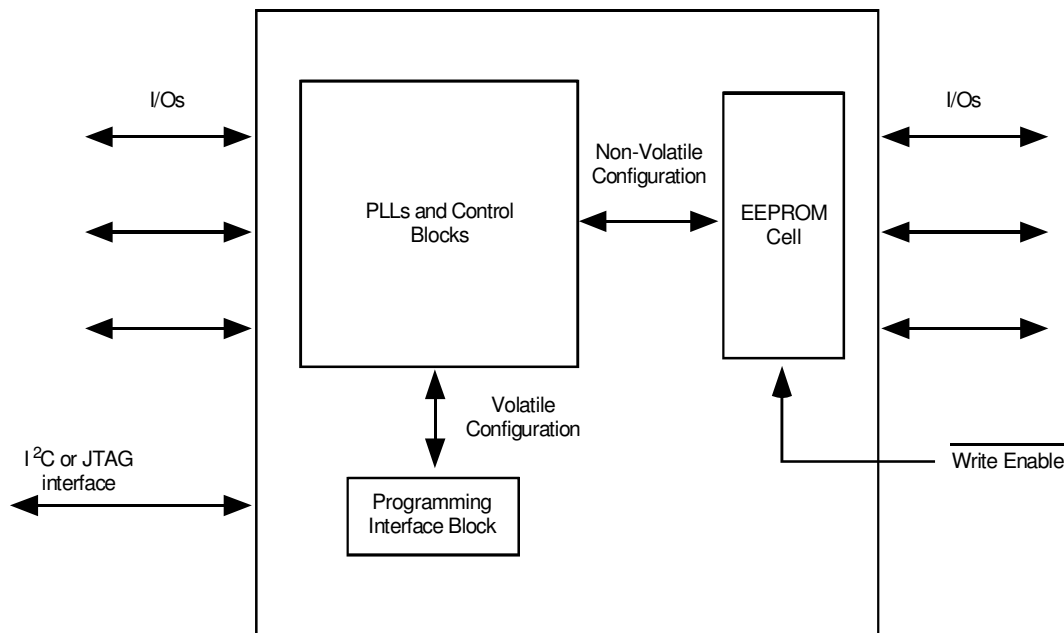 I/Os
I/Os
Non-Volatile
Configuration
PLLs and Control
Blocks
EEPROM
Cell
Volatile
Configuration
I²C or JTAG
interface
Write Enable
Programming
Interface Block